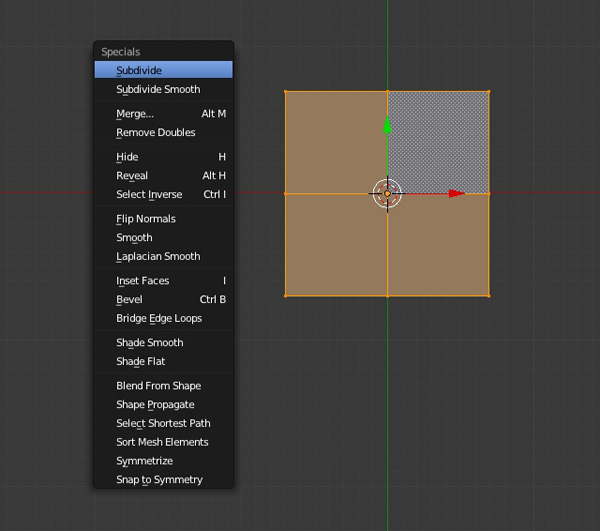 Specials
Subdivide
Subdivide Smooth
Merge... Alt M
Remove Doubles
Hide H
Reveal Alt H
Select Inverse Ctrl I
Flip Normals
Smooth
Laplacian Smooth
Inset Faces I
Bevel Ctrl B
Bridge Edge Loops
Shade Smooth
Shade Flat
Blend From Shape
Shape Propagate
Select Shortest Path
Sort Mesh Elements
Symmetrize
Snap to Symmetry